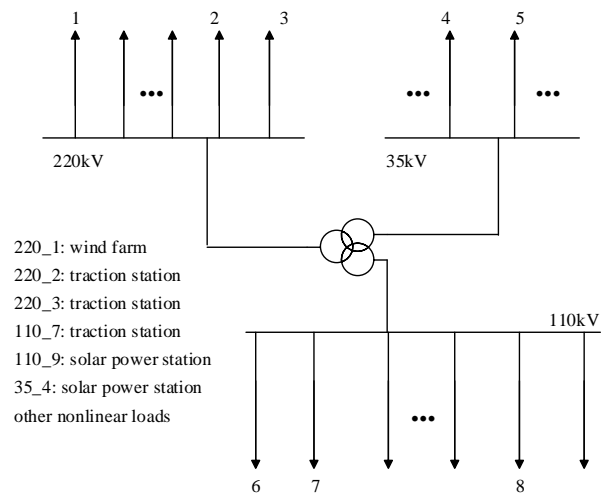 1 2 3 4 5
••• ••• •••
220kV 35kV
220_1: wind farm
220_2: traction station
220_3: traction station
110_7: traction station
110_9: solar power station
35_4: solar power station
other nonlinear loads
110kV
•••
6 7 8